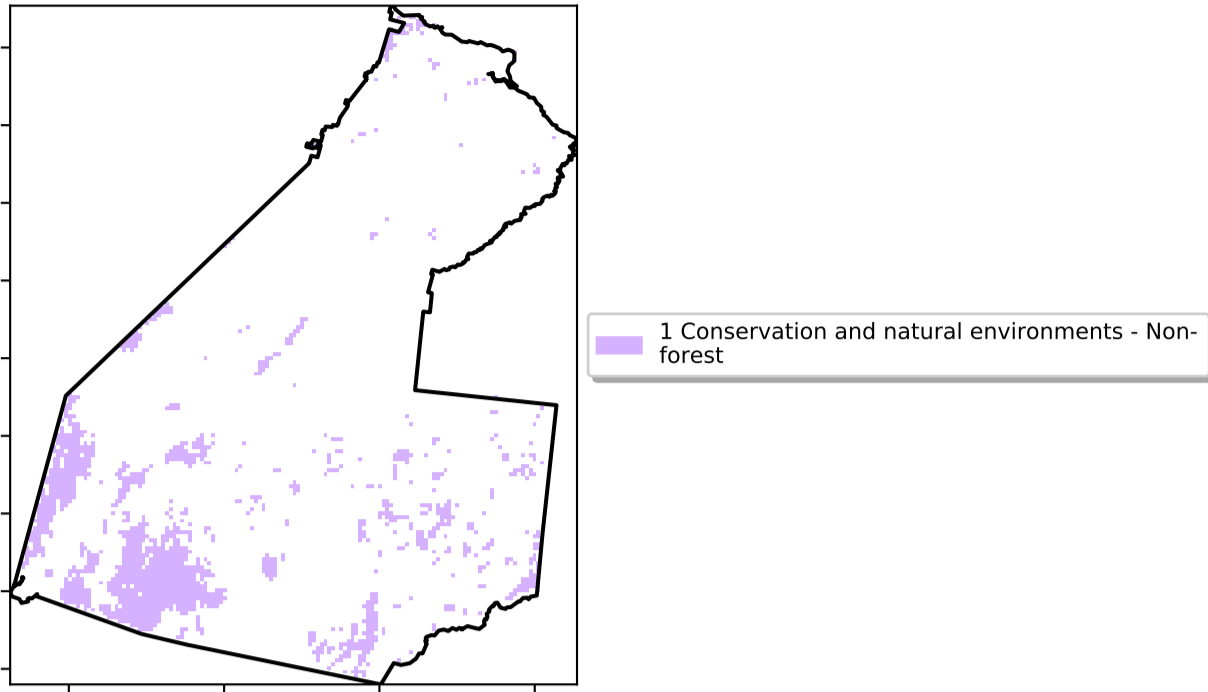 1 Conservation and natural environments - Non-
forest